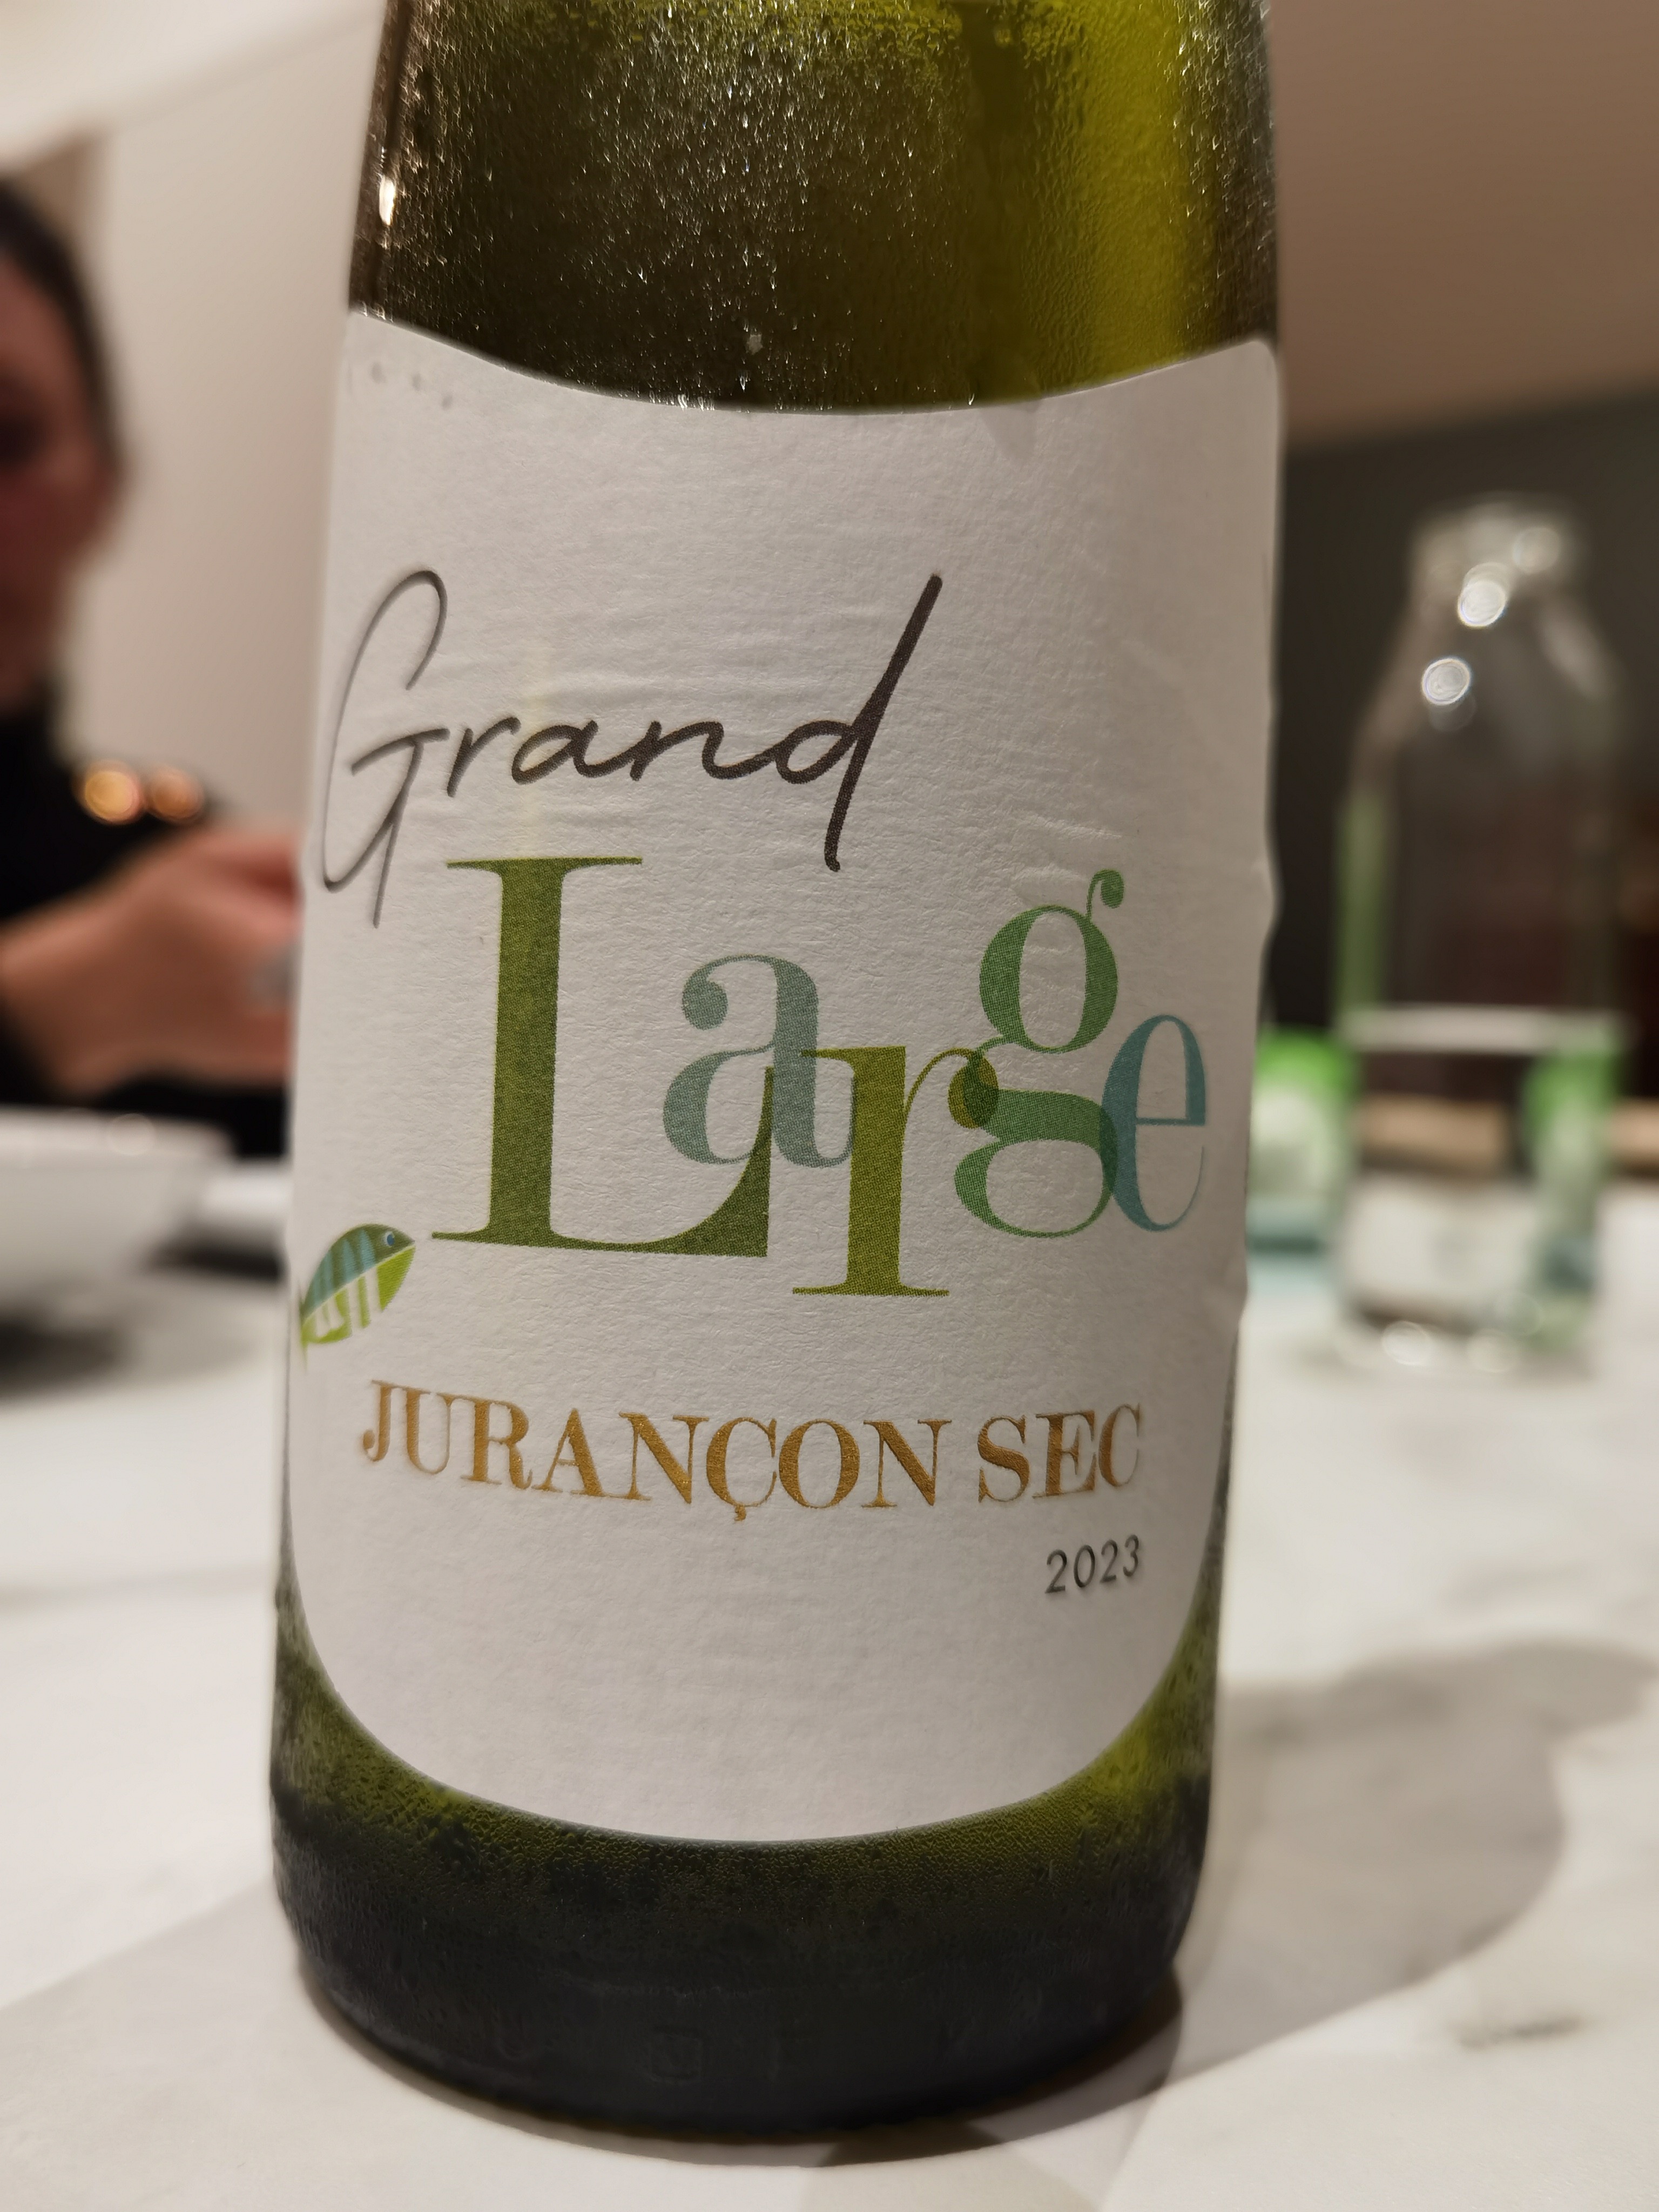 Grand
Large
JURANÇON SEC
2023